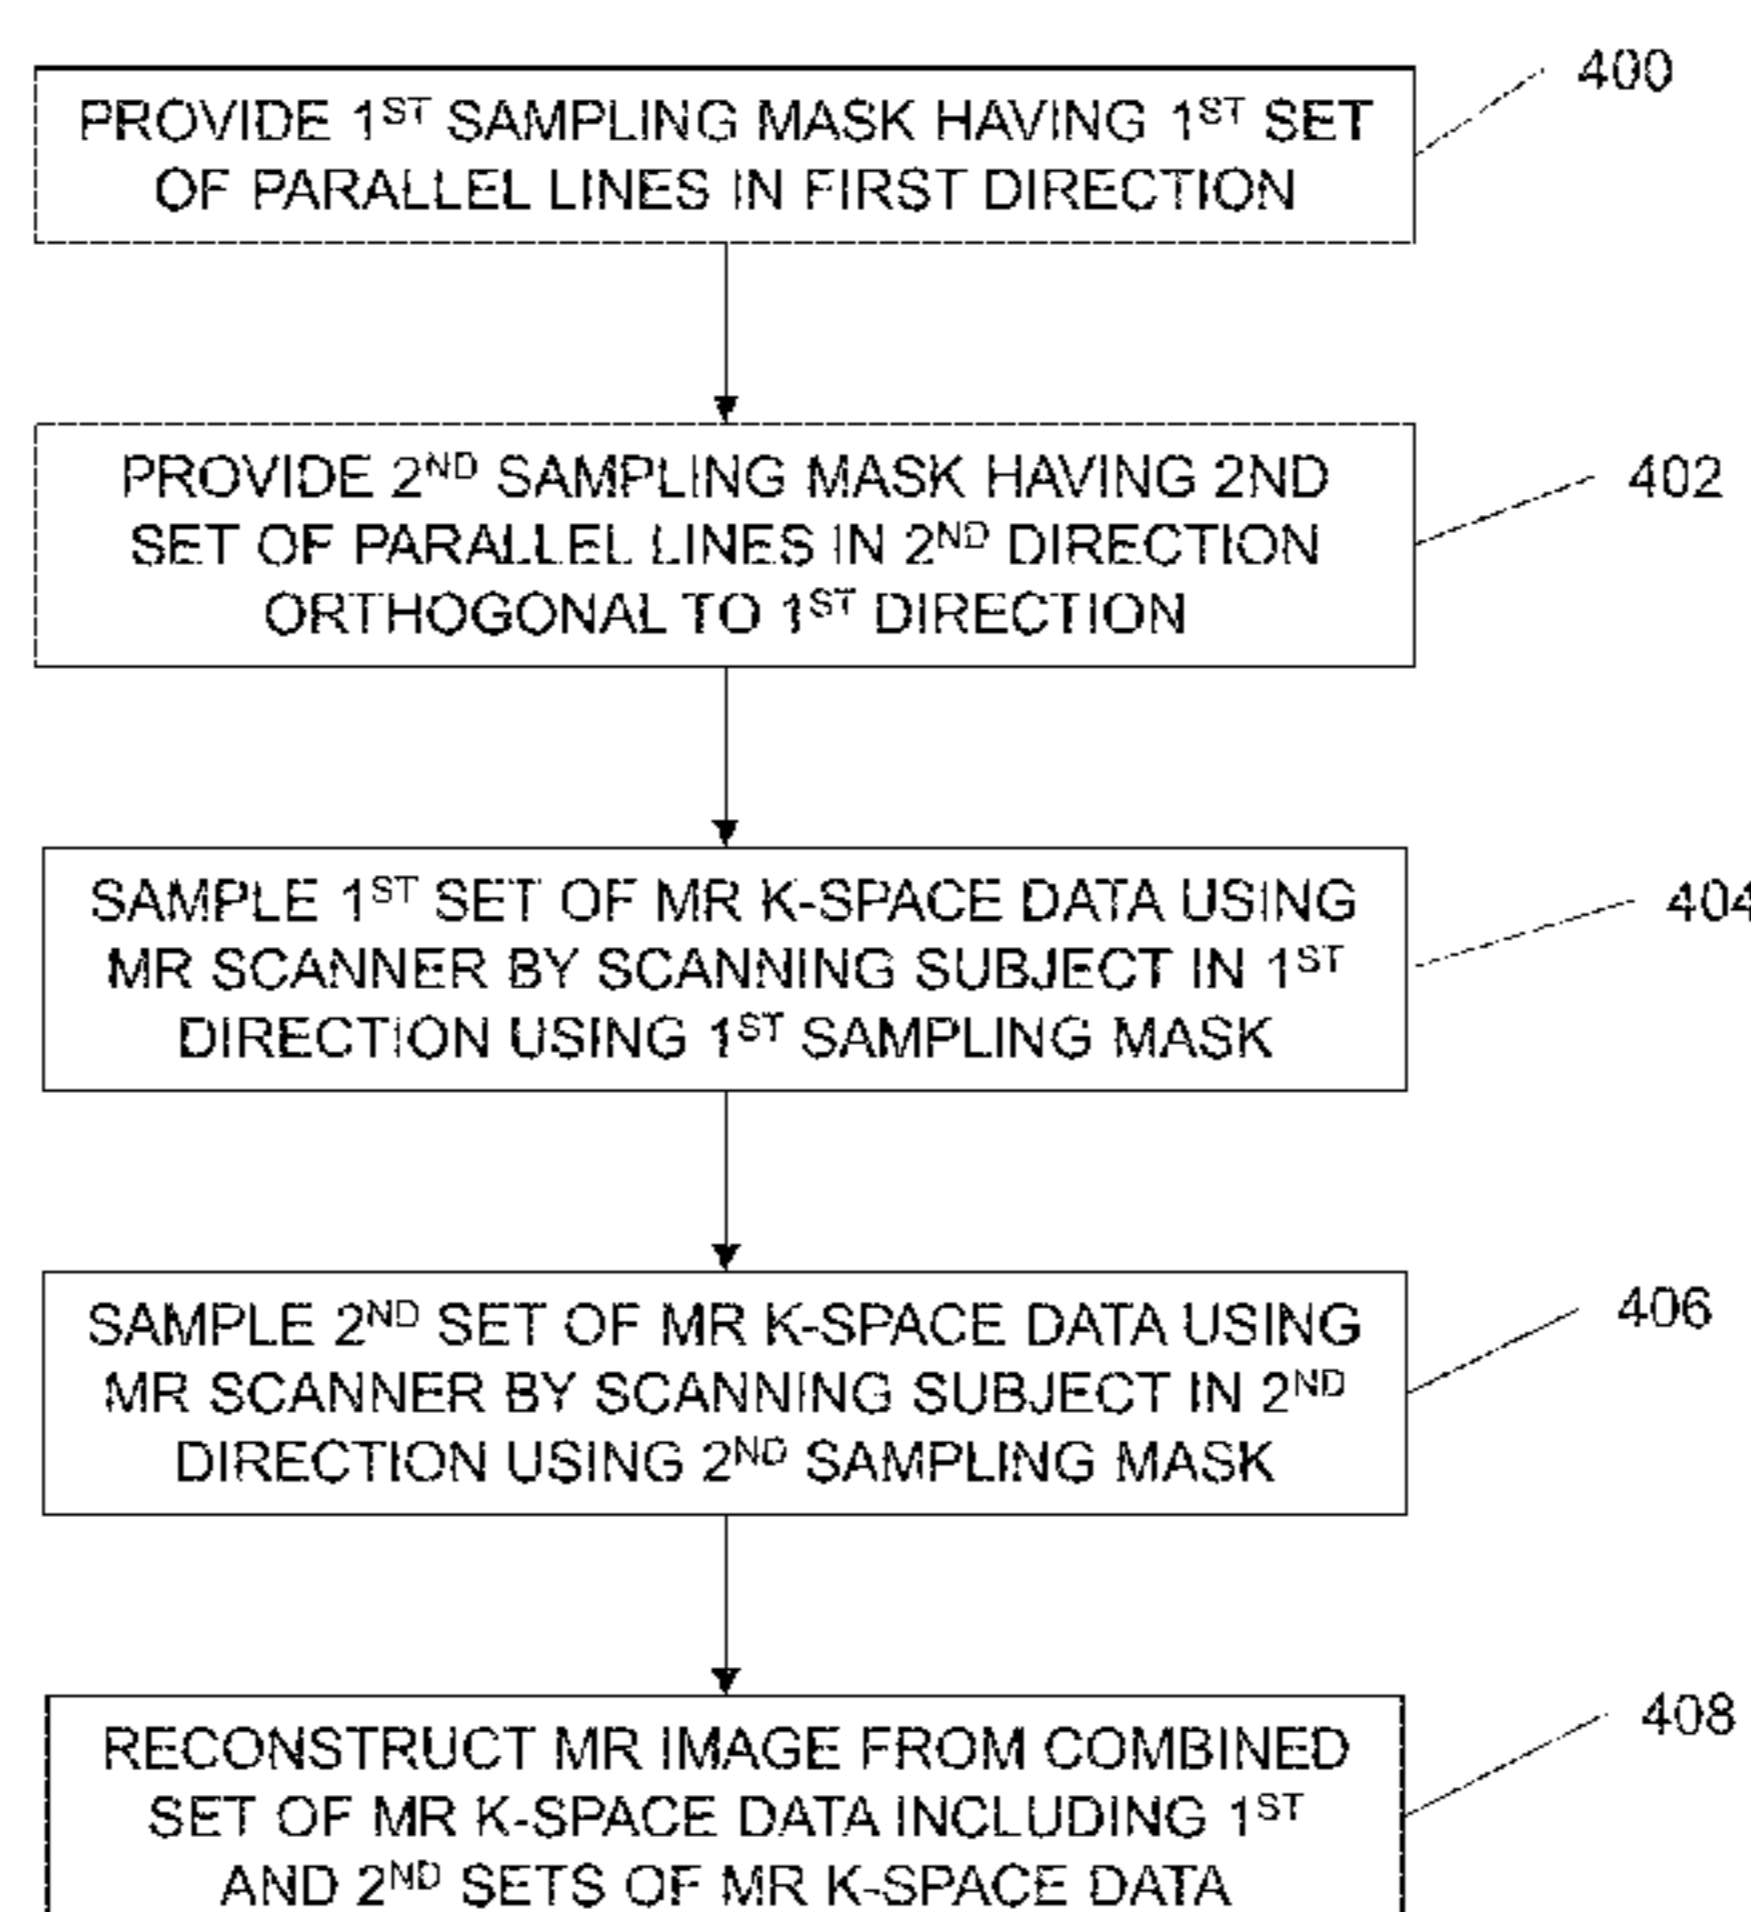 400
PROVIDE 1ST SAMPLING MASK HAVING 1ST SET
OF PARALLEL LINES IN FIRST DIRECTION
402
PROVIDE 2ND SAMPLING MASK HAVING 2ND
SET OF PARALLEL LINES IN 2ND DIRECTION
ORTHOGONAL TO 1ST DIRECTION
404
SAMPLE 1ST SET OF MR K-SPACE DATA USING
MR SCANNER BY SCANNING SUBJECT IN 1ST
DIRECTION USING 1ST SAMPLING MASK
406
SAMPLE 2ND SET OF MR K-SPACE DATA USING
MR SCANNER BY SCANNING SUBJECT IN 2ND
DIRECTION USING 2ND SAMPLING MASK
408
RECONSTRUCT MR IMAGE FROM COMBINED
SET OF MR K-SPACE DATA INCLUDING 1ST
AND 2ND SETS OF MR K-SPACE DATA